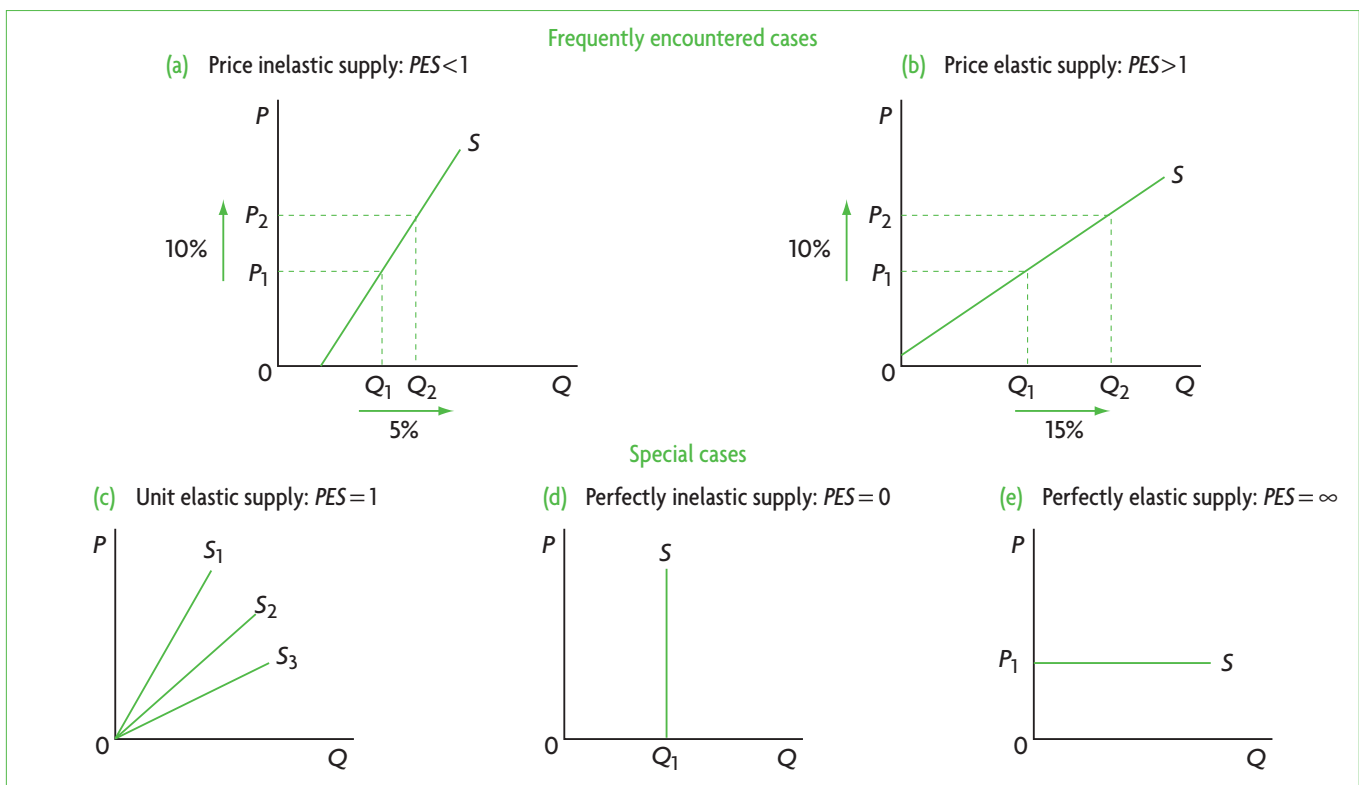 Frequently encountered cases
(a) Price inelastic supply: PES<1
P
S
P2
10%
P1
0
Q1 Q2 Q
5%
(b) Price elastic supply: PES>1
P
S
P2
10%
P1
0
Q1 Q2 Q
15%
Special cases
(c) Unit elastic supply: PES=1
P
S1
S2
S3
0
Q
(d) Perfectly inelastic supply: PES=0
P
S
0
Q1 Q
(e) Perfectly elastic supply: PES=∞
P
P1 S
0
Q